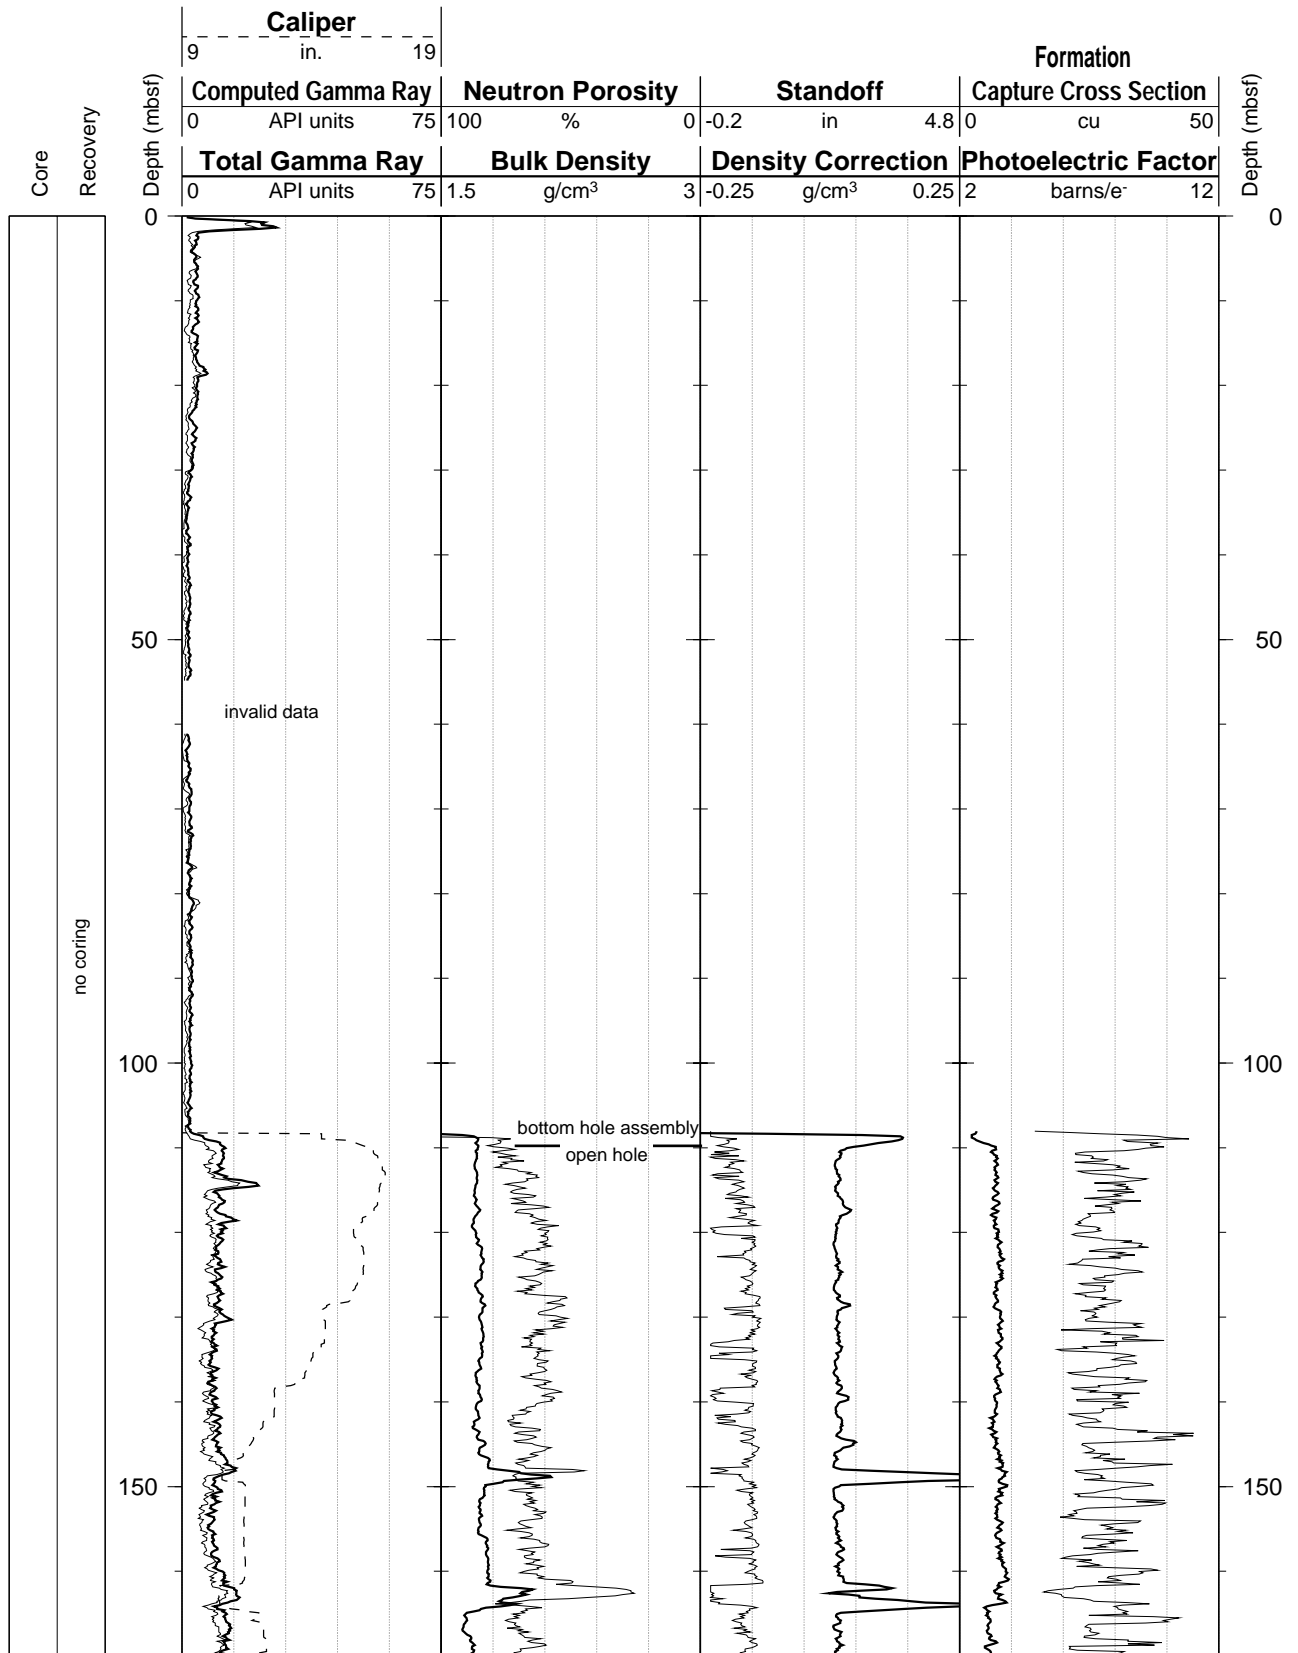 Caliper
9 in. 19
Formation
Computed Gamma Ray Neutron Porosity Standoff Capture Cross Section
0 API units 75 100 % 0 -0.2 in 4.8 0 cu 50
Total Gamma Ray Bulk Density Density Correction Photoelectric Factor
0 API units 75 1.5 g/cm3 3 -0.25 g/cm3 0.25 2 barns/e- 12
Core
Recovery
Depth (mbsf)
Depth (mbsf)
0 0
50 50
invalid data
no coring
100 100
bottom hole assembly
open hole
150 150